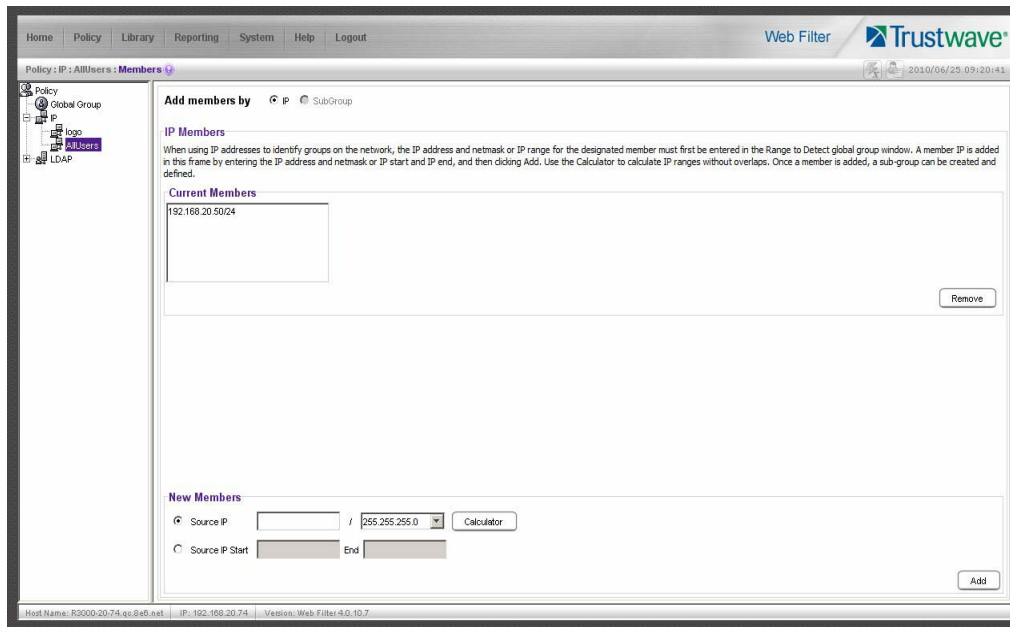 Home Policy Library Reporting System Help Logout Web Filter Trustwave®
Policy : IP : AllUsers : Members 2010/06/25 09:20:41
Policy
Global Group
IP
logo
AllUsers
LDAP
Add members by IP SubGroup
IP Members
When using IP addresses to identify groups on the network, the IP address and netmask or IP range for the designated member must first be entered in the Range to Detect global group window. A member IP is added
in this frame by entering the IP address and netmask or IP start and IP end, and then clicking Add. Use the Calculator to calculate IP ranges without overlaps. Once a member is added, a sub-group can be created and
defined.
Current Members
192.168.20.50/24
Remove
New Members
Source IP / 255.255.255.0 Calculator
Source IP Start End
Add
Host Name: R3000-20-74.qc.8e6.net IP: 192.168.20.74 Version: Web Filter 4.0.10.7